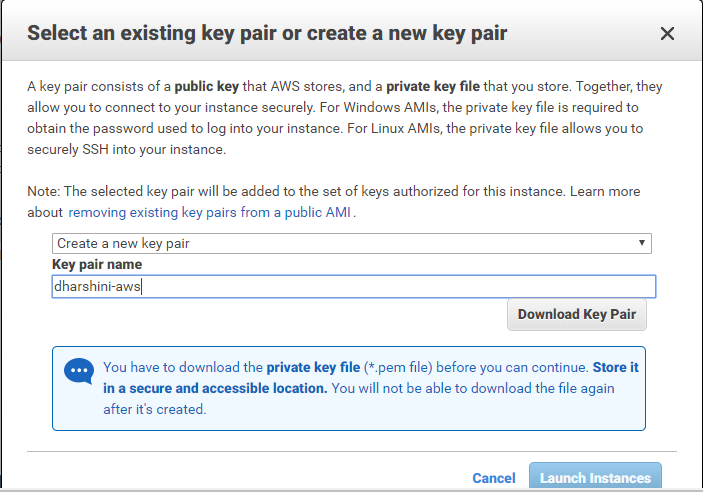 Select an existing key pair or create a new key pair
A key pair consists of a public key that AWS stores, and a private key file that you store. Together, they
allow you to connect to your instance securely. For Windows AMIs, the private key file is required to
obtain the password used to log into your instance. For Linux AMIs, the private key file allows you to
securely SSH into your instance.
Note: The selected key pair will be added to the set of keys authorized for this instance. Learn more
about removing existing key pairs from a public AMI .
Create a new key pair
Key pair name
dharshini-aws
Download Key Pair
You have to download the private key file (*.pem file) before you can continue. Store it
in a secure and accessible location. You will not be able to download the file again
after it's created.
Cancel Launch Instances